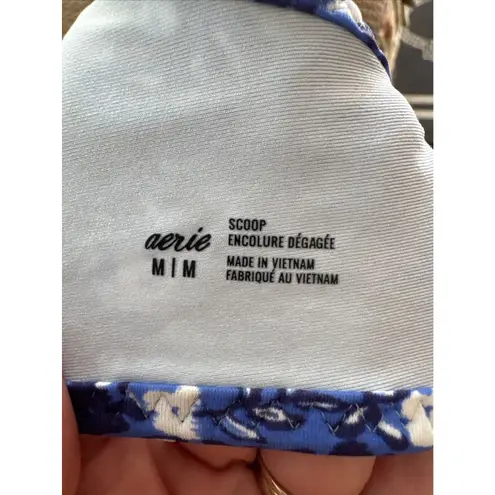 aerie
M | M
SCOOP
ENCOLURE DÉGAGÉE
MADE IN VIETNAM
FABRIQUÉ AU VIETNAM